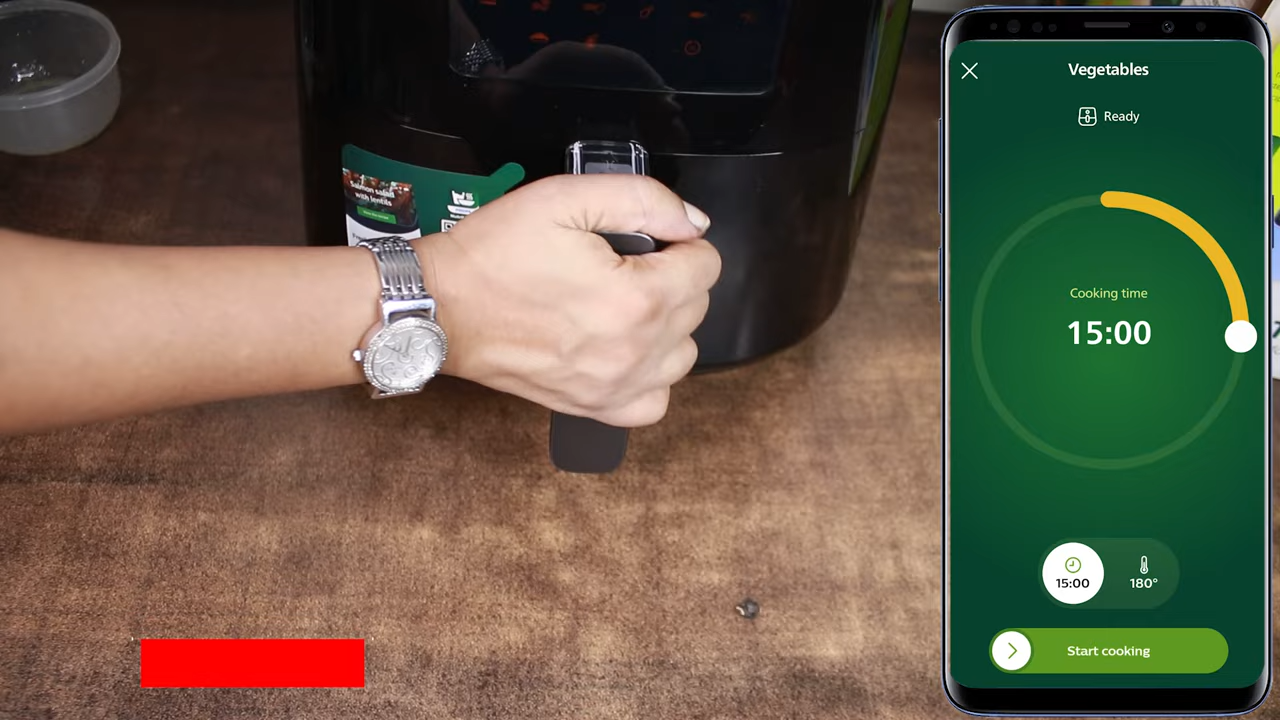 Salmon salad
with lentils
Vegetables
Ready
Cooking time
15:00
15:00
180°
Start cooking